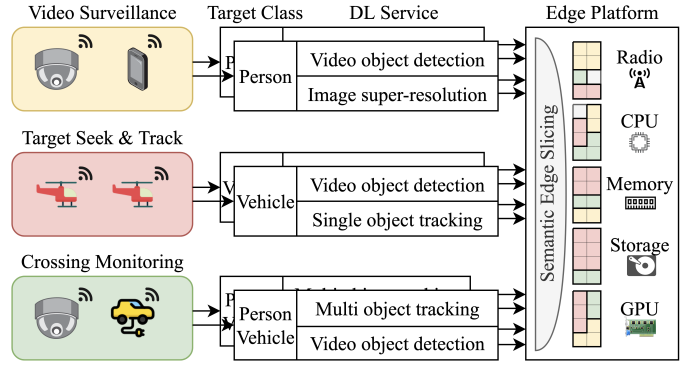 Video Surveillance
Target Class
DL Service
Edge Platform
P
Person
Video object detection
Image super-resolution
Target Seek & Track
V
Vehicle
Video object detection
Single object tracking
Crossing Monitoring
P
V
Person
Vehicle
Multi object tracking
Video object detection
Semantic Edge Slicing
Radio
CPU
Memory
Storage
GPU